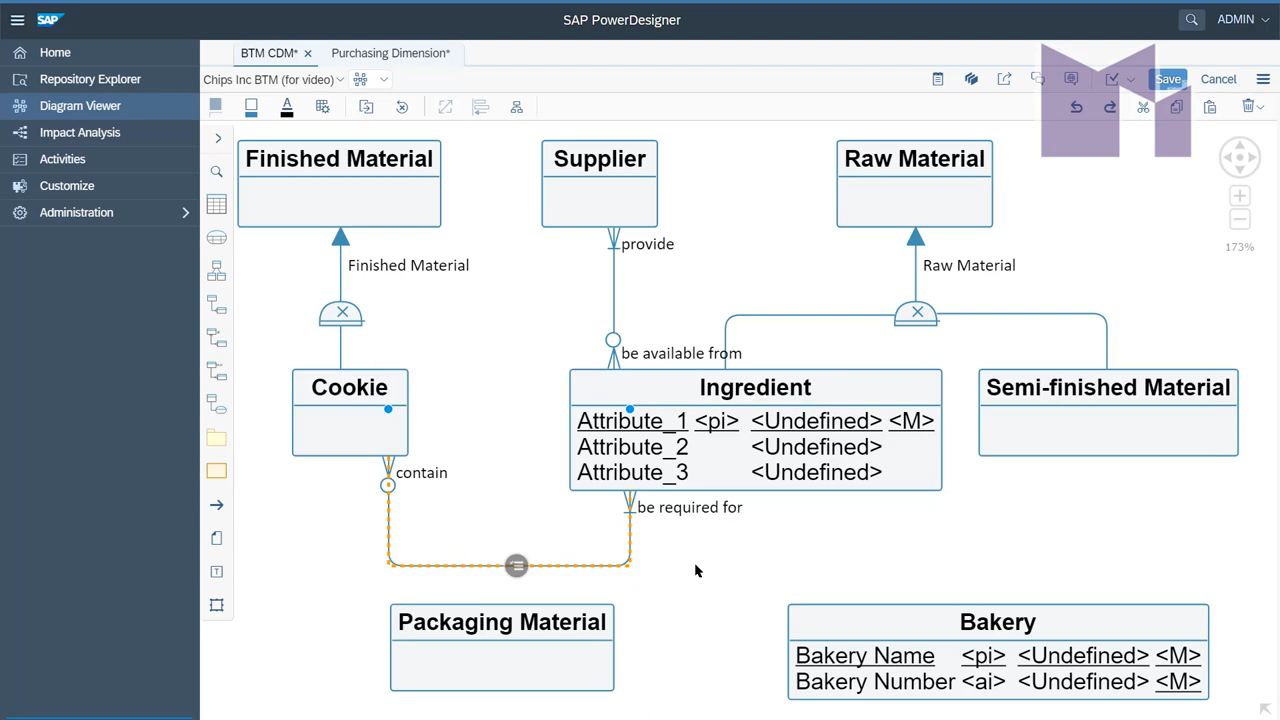 SAP
SAP PowerDesigner
ADMIN
Home
Repository Explorer
Diagram Viewer
Impact Analysis
Activities
Customize
Administration
BTM CDM*
Purchasing Dimension*
Chips Inc BTM (for video)
Save
Cancel
A
T
173%
Finished Material
Supplier
Raw Material
provide
Finished Material
Raw Material
be available from
Cookie
Ingredient
Attribute_1 <pi> <Undefined> <M>
Attribute_2 <Undefined>
Attribute_3 <Undefined>
Semi-finished Material
contain
be required for
Packaging Material
Bakery
Bakery Name <pi> <Undefined> <M>
Bakery Number <ai> <Undefined> <M>